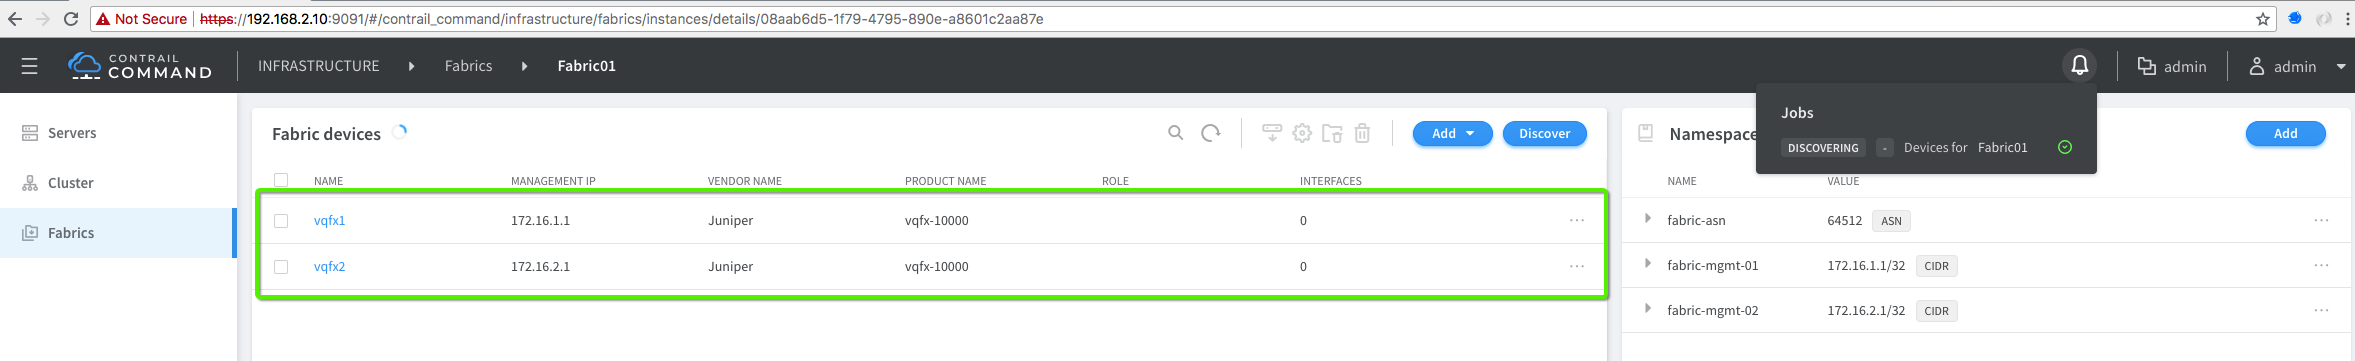 Not Secure https://192.168.2.10:9091/#/contrail_command/infrastructure/fabrics/instances/details/08aab6d5-1f79-4795-890e-a8601c2aa87e
CONTRAIL
COMMAND
INFRASTRUCTURE Fabrics Fabric01
admin admin
Servers
Cluster
Fabrics
Fabric devices
Add Discover
NAME MANAGEMENT IP VENDOR NAME PRODUCT NAME ROLE INTERFACES
vqfx1 172.16.1.1 Juniper vqfx-10000 0 ...
vqfx2 172.16.2.1 Juniper vqfx-10000 0 ...
Jobs
DISCOVERING - Devices for Fabric01
Namespace
Add
NAME VALUE
fabric-asn 64512 ASN ...
fabric-mgmt-01 172.16.1.1/32 CIDR ...
fabric-mgmt-02 172.16.2.1/32 CIDR ...